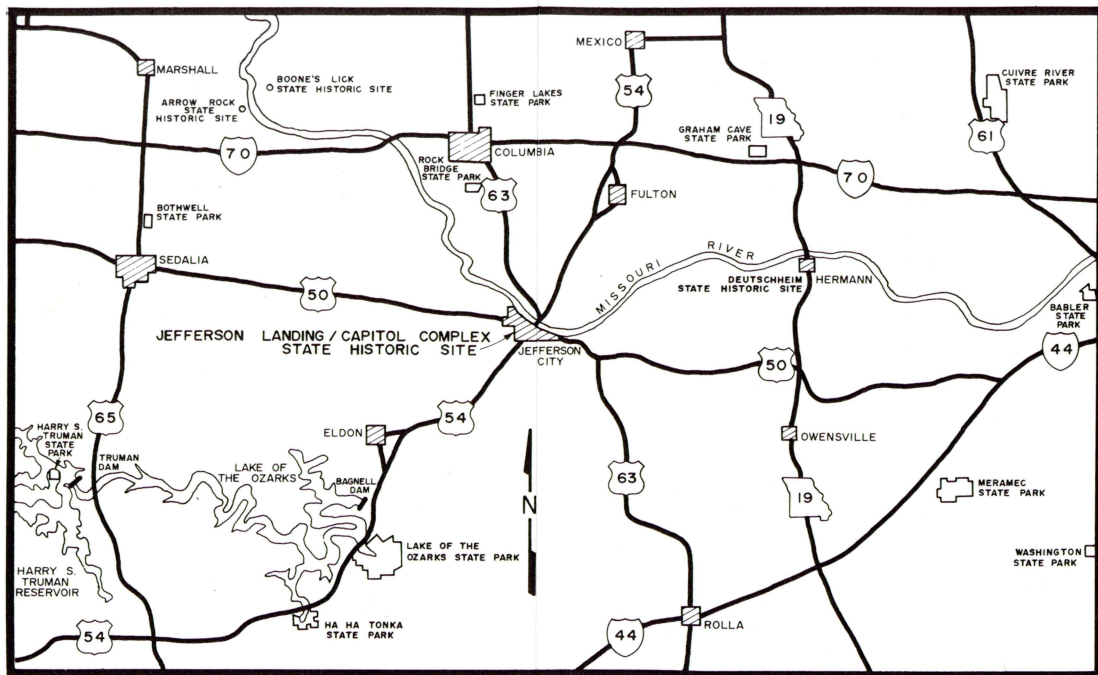 MEXICO
MARSHALL
BOONE'S LICK
STATE HISTORIC SITE
FINGER LAKES
STATE PARK
54
CUIVRE RIVER
STATE PARK
ARROW ROCK
STATE
HISTORIC SITE
19
61
GRAHAM CAVE
STATE PARK
70
COLUMBIA
ROCK
BRIDGE
STATE PARK
63
70
FULTON
BOTHWELL
STATE PARK
SEDALIA
MISSOURI RIVER
DEUTSCHHEIM
STATE HISTORIC SITE
HERMANN
50
BABLER
STATE
PARK
JEFFERSON LANDING / CAPITOL COMPLEX
STATE HISTORIC SITE
JEFFERSON
CITY
44
50
65
54
HARRY S.
TRUMAN
STATE
PARK
TRUMAN
DAM
ELDON
OWENSVILLE
LAKE OF
THE OZARKS
BAGNELL
DAM
63
19
MERAMEC
STATE PARK
N
LAKE OF THE
OZARKS STATE PARK
WASHINGTON
STATE PARK
HARRY S.
TRUMAN
RESERVOIR
HA HA TONKA
STATE PARK
54
44
ROLLA